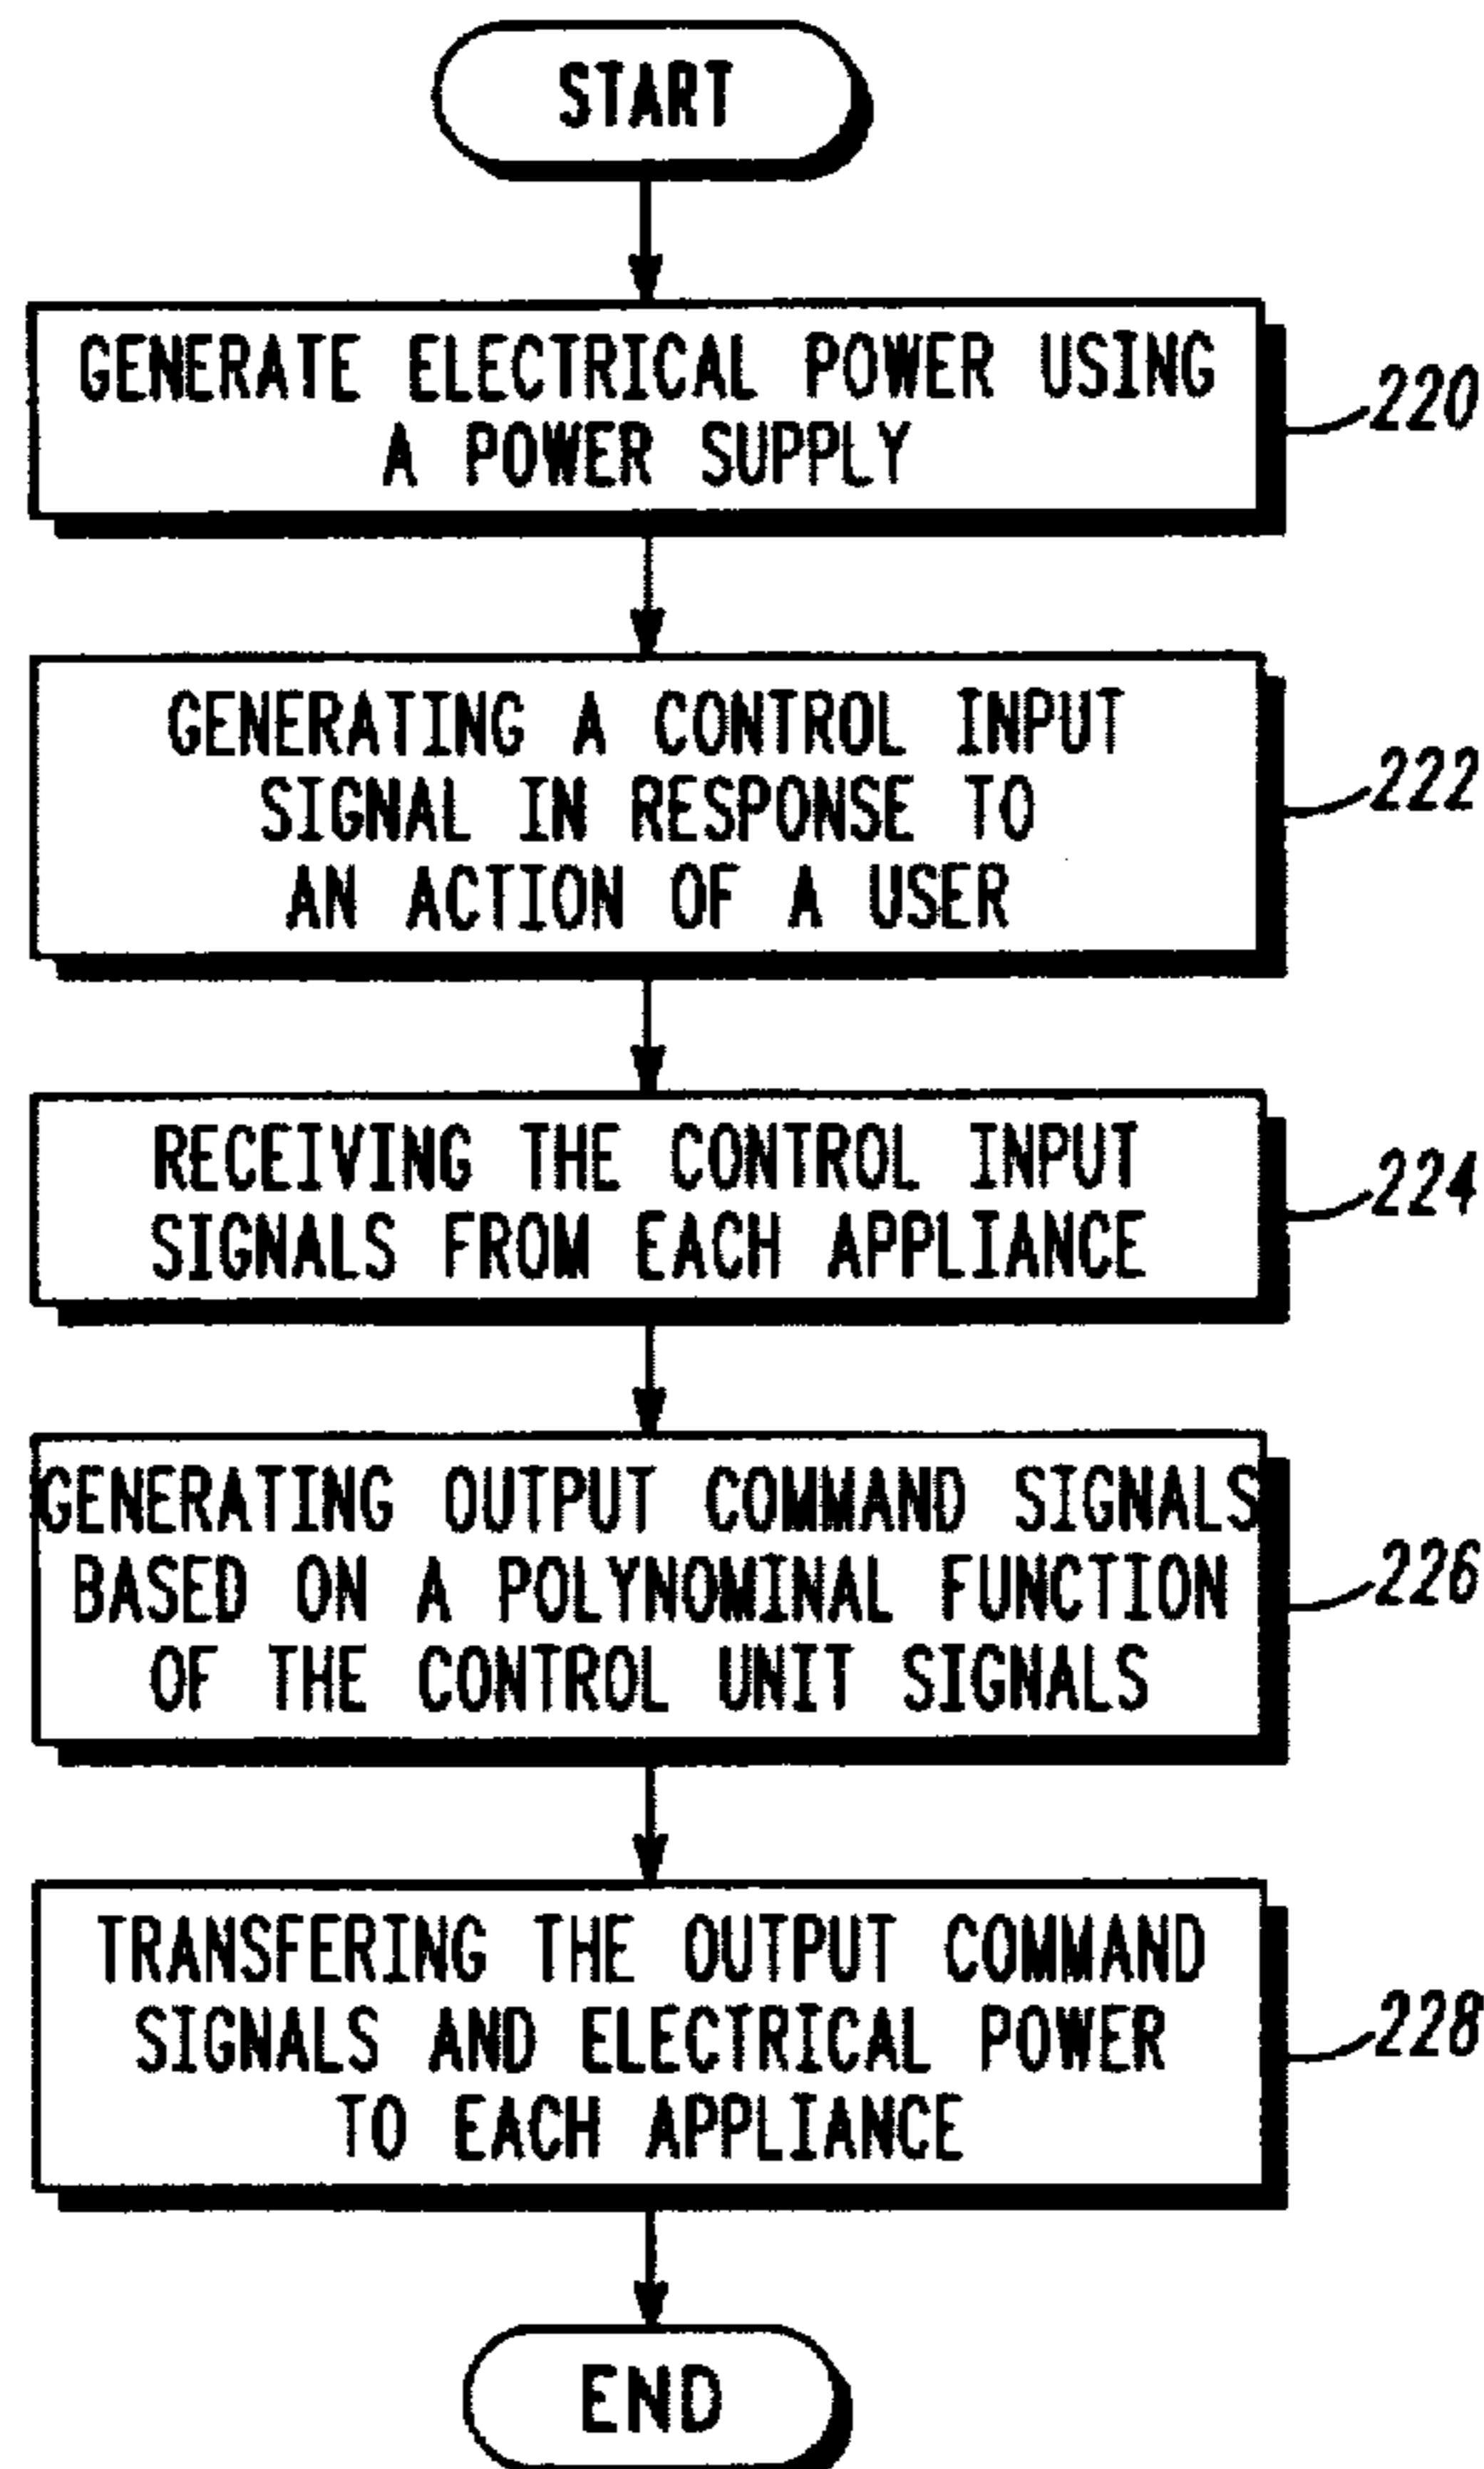 START
GENERATE ELECTRICAL POWER USING
A POWER SUPPLY
220
GENERATING A CONTROL INPUT
SIGNAL IN RESPONSE TO
AN ACTION OF A USER
222
RECEIVING THE CONTROL INPUT
SIGNALS FROM EACH APPLIANCE
224
GENERATING OUTPUT COMMAND SIGNALS
BASED ON A POLYNOMINAL FUNCTION
OF THE CONTROL UNIT SIGNALS
226
TRANSFERING THE OUTPUT COMMAND
SIGNALS AND ELECTRICAL POWER
TO EACH APPLIANCE
228
END